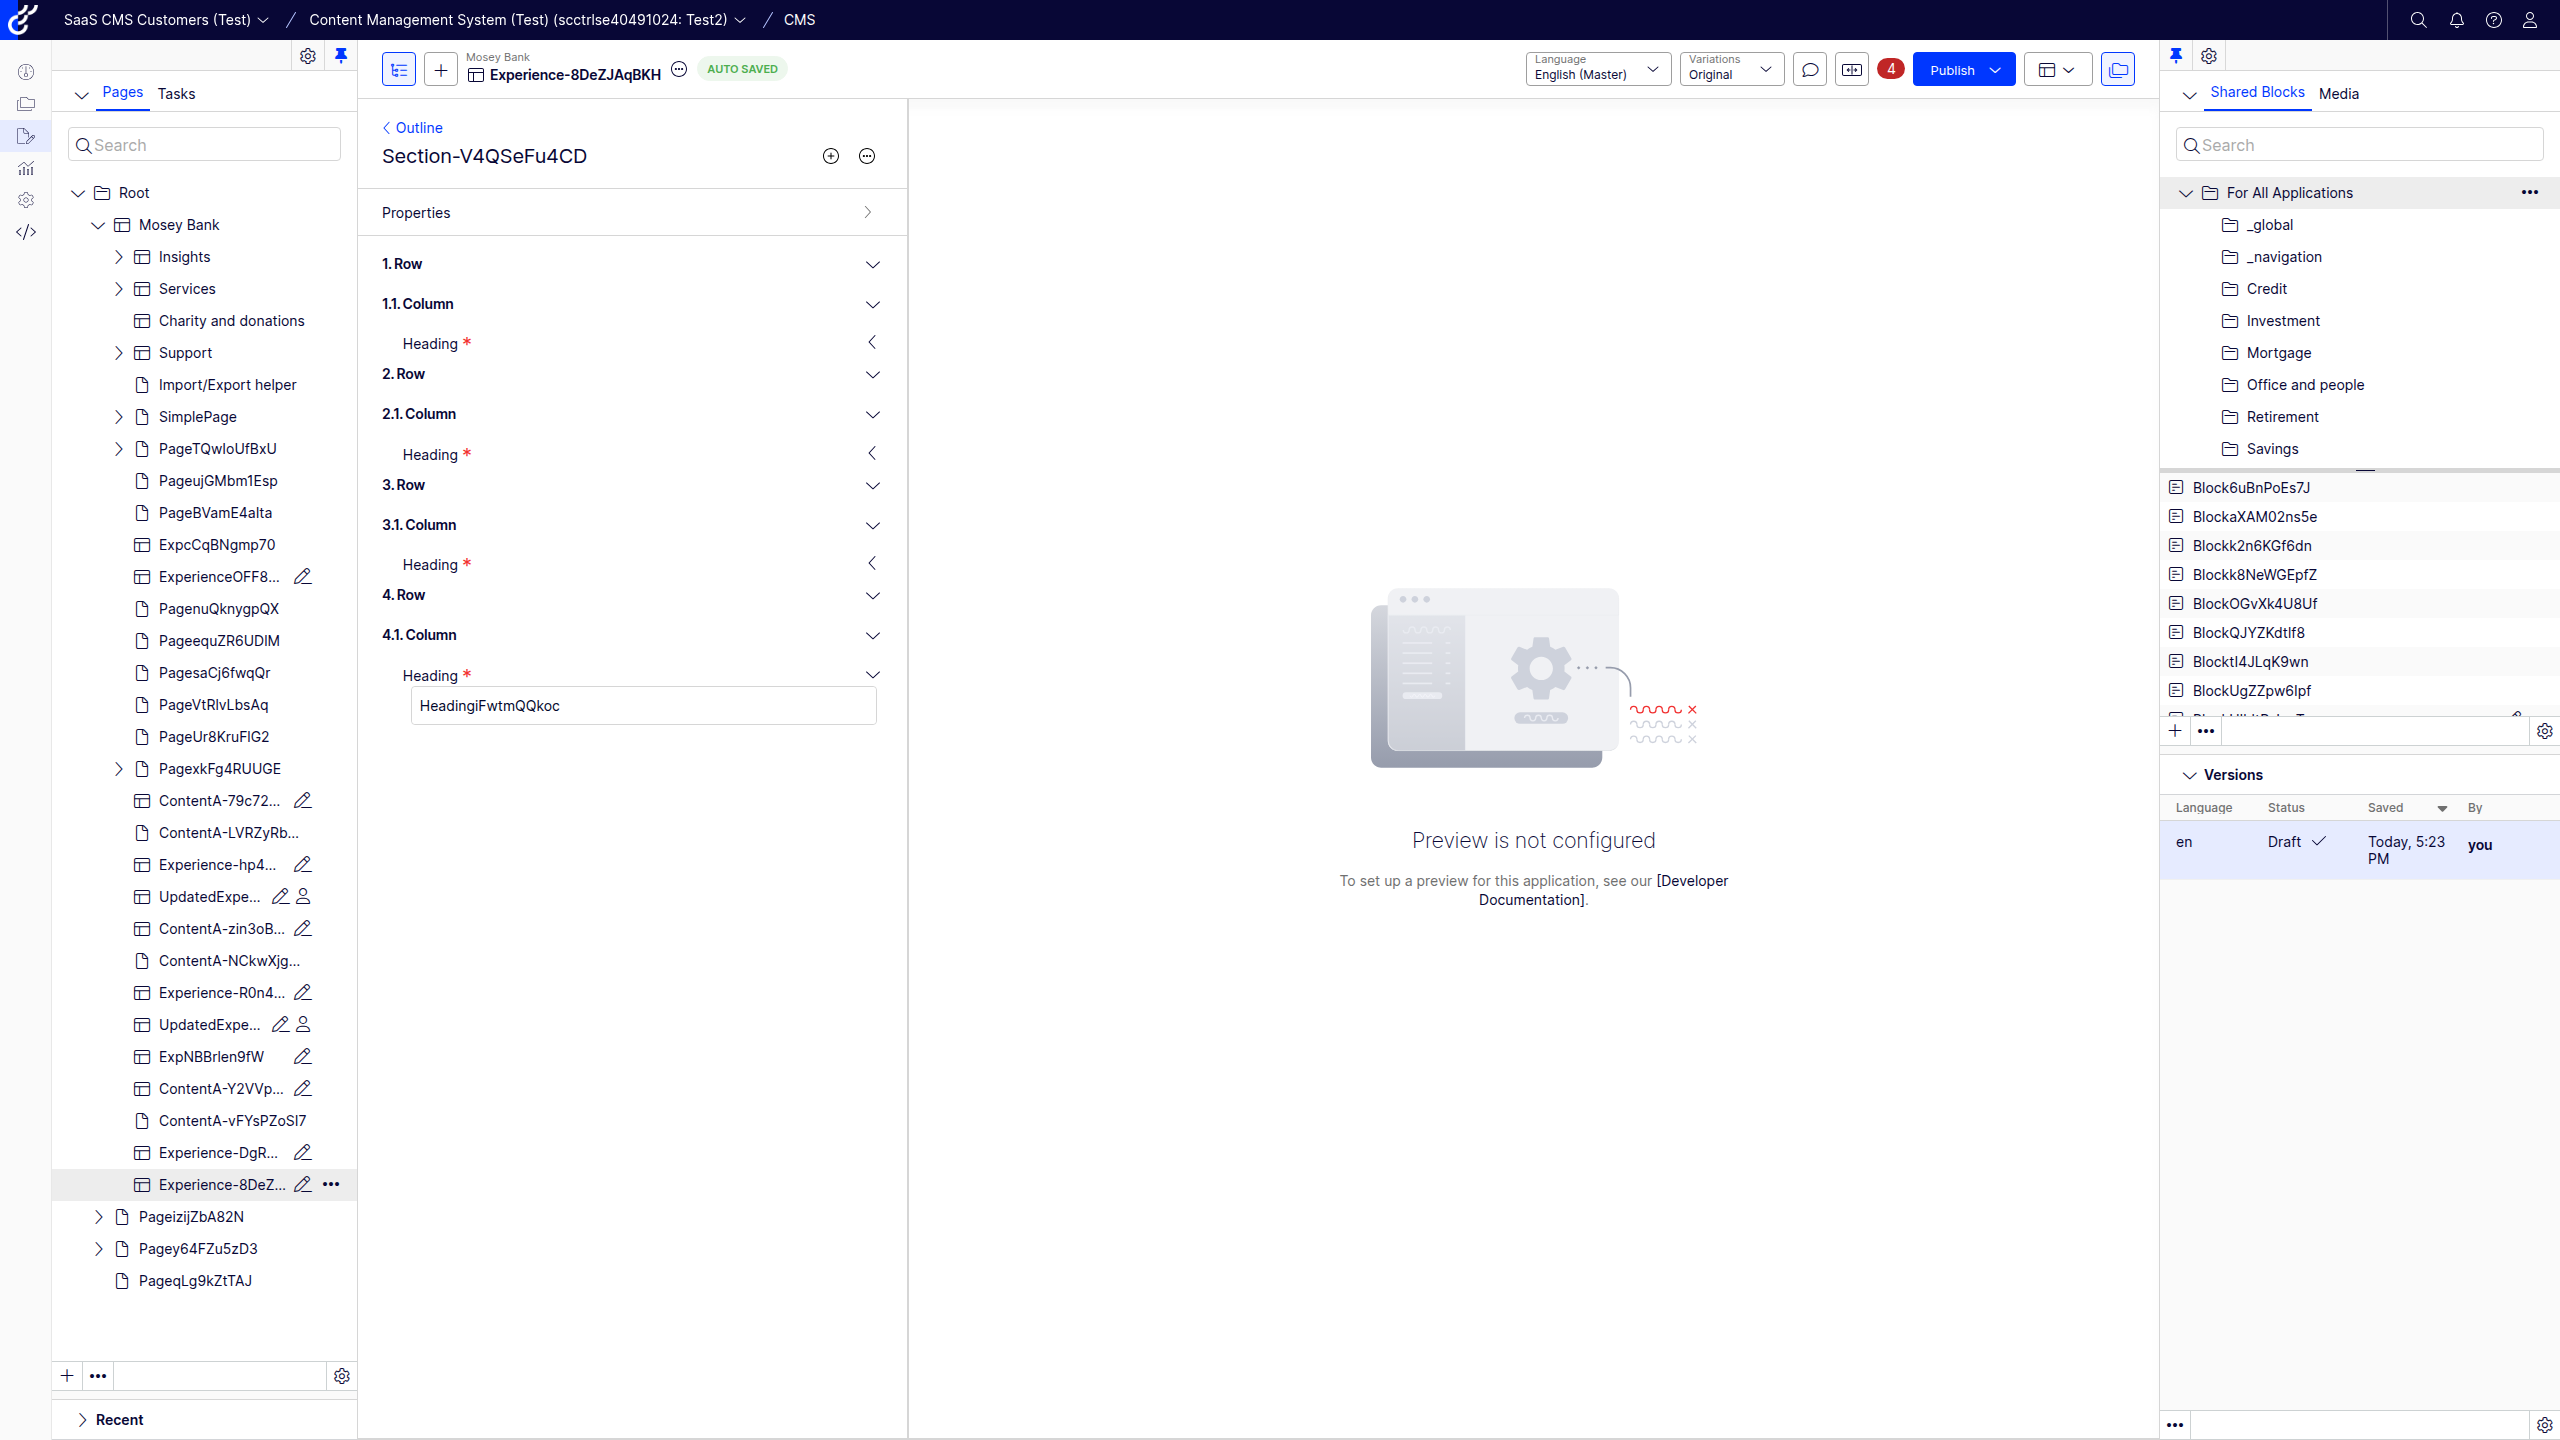 SaaS CMS Customers (Test)
Content Management System (Test) (scctrlse40491024: Test2)
CMS
Pages
Tasks
Search
Root
Mosey Bank
Insights
Services
Charity and donations
Support
Import/Export helper
SimplePage
PageTQwIoUfBxU
PageujGMbm1Esp
PageBVamE4aIta
ExpcCqBNgmp70
ExperienceOFF8...
PagenuQknygpQX
PageequZR6UDIM
PagesaCj6fwqQr
PageVtRIvLbsAq
PageUr8KruFIG2
PagexkFg4RUUGE
ContentA-79c72...
ContentA-LVRZyRb...
Experience-hp4...
UpdatedExpe...
ContentA-zin3oB...
ContentA-NCkwXjg...
Experience-R0n4...
UpdatedExpe...
ExpNBBrlen9fW
ContentA-Y2VVp...
ContentA-vFYsPZoSI7
Experience-DgR...
Experience-8DeZ...
PageizijZbA82N
Pagey64FZu5zD3
PageqLg9kZtTAJ
Recent
Mosey Bank
Experience-8DeZJAqBKH
AUTO SAVED
Language
English (Master)
Variations
Original
4
Publish
Outline
Section-V4QSeFu4CD
Properties
1. Row
1.1. Column
Heading *
2. Row
2.1. Column
Heading *
3. Row
3.1. Column
Heading *
4. Row
4.1. Column
Heading *
HeadingiFwtmQQkoc
Preview is not configured
To set up a preview for this application, see our [Developer
Documentation].
Shared Blocks
Media
Search
For All Applications
_global
_navigation
Credit
Investment
Mortgage
Office and people
Retirement
Savings
Block6uBnPoEs7J
BlockaXAM02ns5e
Blockk2n6KGf6dn
Blockk8NeWGEpfZ
BlockOGvXk4U8Uf
BlockQJYZKdtIf8
BlocktI4JLqK9wn
BlockUgZZpw6Ipf
Versions
Language
Status
Saved
By
en
Draft
Today, 5:23
PM
you